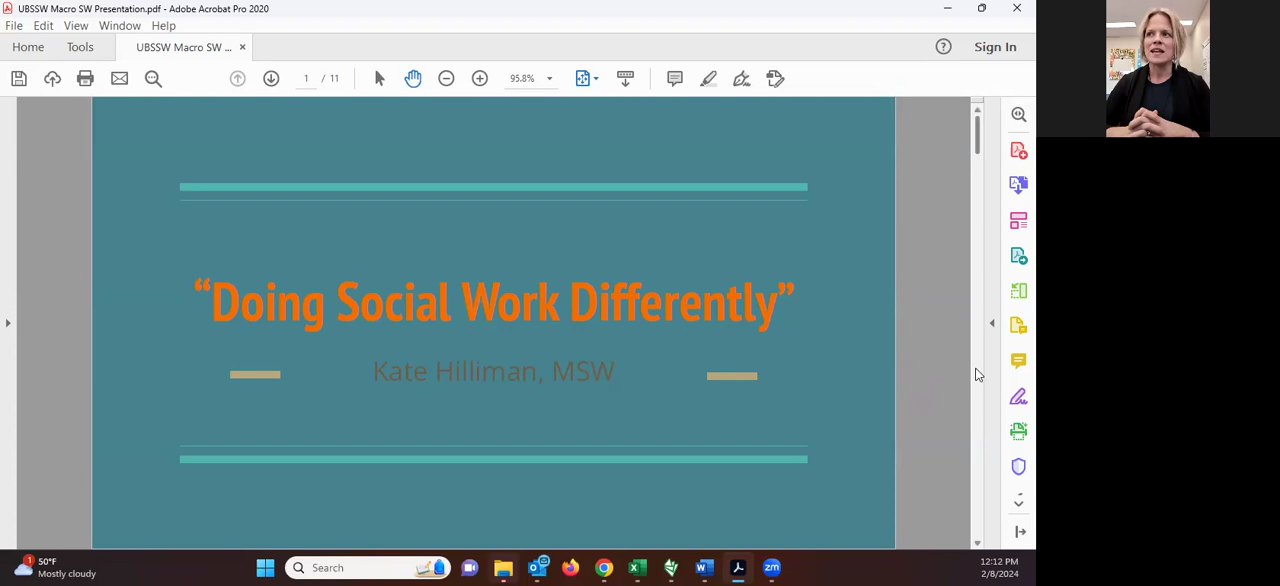 UBSSW Macro SW Presentation.pdf - Adobe Acrobat Pro 2020
File Edit View Window Help
Home Tools UBSSW Macro SW ... × Sign In
1 / 11 95.8%
“Doing Social Work Differently”
Kate Hilliman, MSW
1 50°F
Mostly cloudy
Search
zm
12:12 PM
2/8/2024